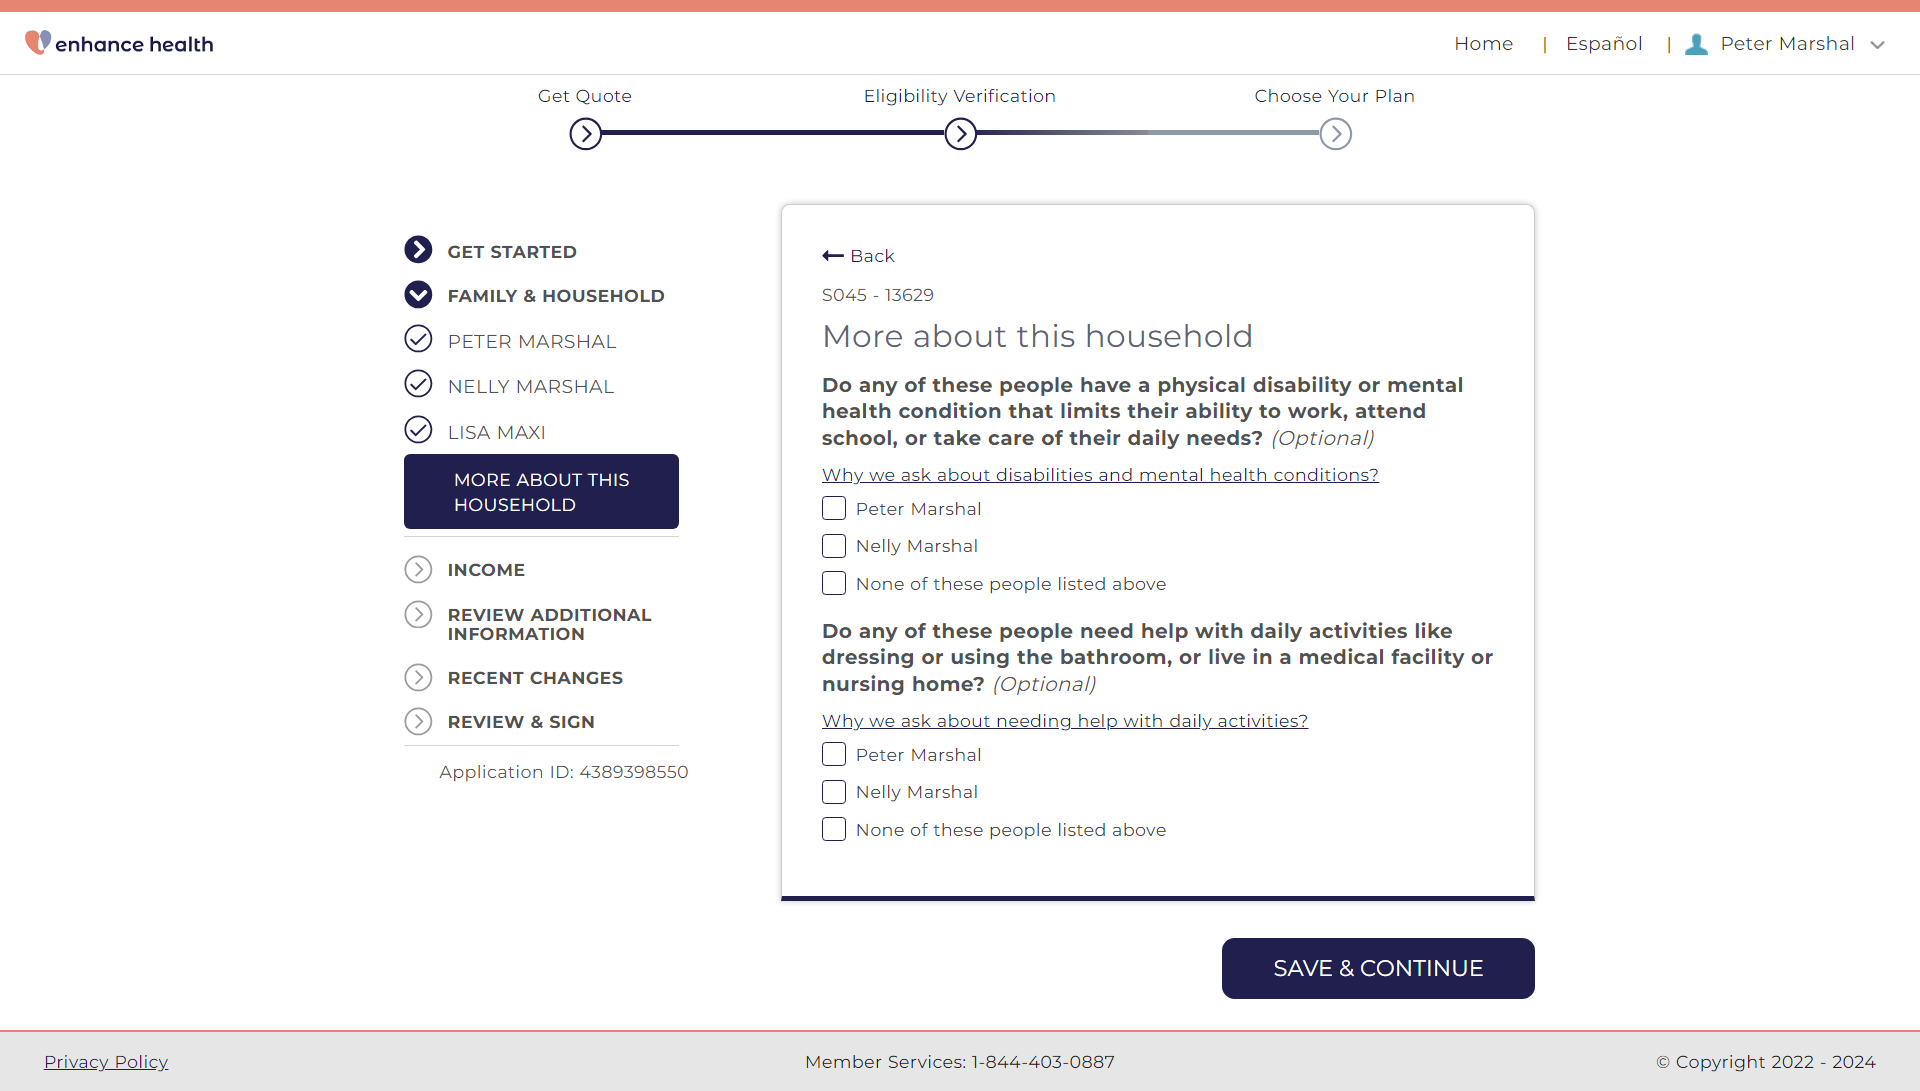 enhance health
Home | Español | Peter Marshal
Get Quote
Eligibility Verification
Choose Your Plan
GET STARTED
FAMILY & HOUSEHOLD
PETER MARSHAL
NELLY MARSHAL
LISA MAXI
MORE ABOUT THIS
HOUSEHOLD
INCOME
REVIEW ADDITIONAL
INFORMATION
RECENT CHANGES
REVIEW & SIGN
Application ID: 4389398550
Back
S045 - 13629
More about this household
Do any of these people have a physical disability or mental
health condition that limits their ability to work, attend
school, or take care of their daily needs? (Optional)
Why we ask about disabilities and mental health conditions?
Peter Marshal
Nelly Marshal
None of these people listed above
Do any of these people need help with daily activities like
dressing or using the bathroom, or live in a medical facility or
nursing home? (Optional)
Why we ask about needing help with daily activities?
Peter Marshal
Nelly Marshal
None of these people listed above
SAVE & CONTINUE
Privacy Policy
Member Services: 1-844-403-0887
© Copyright 2022 - 2024